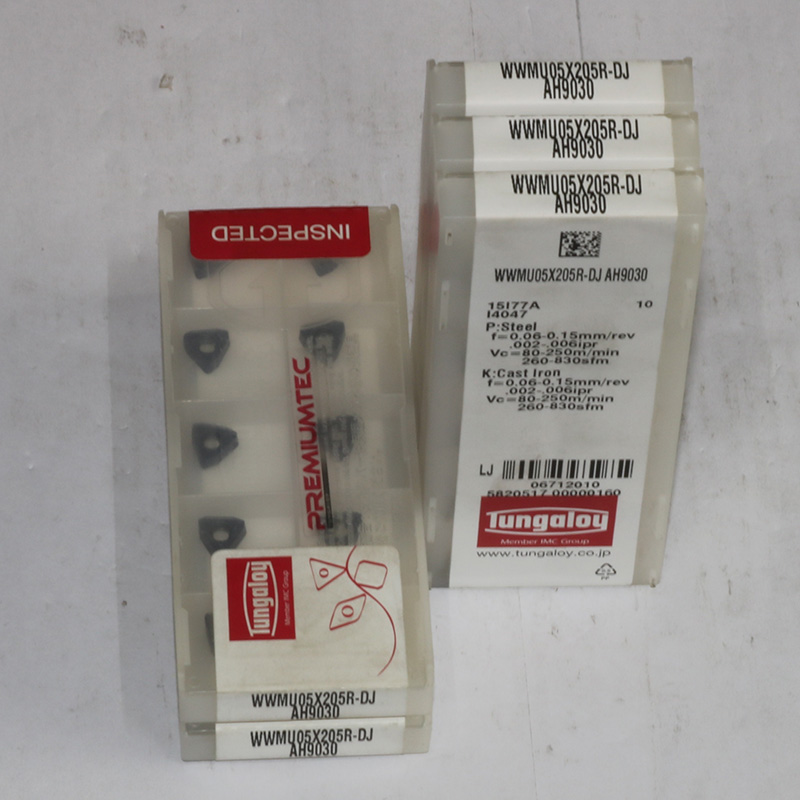 WWMU05X205R-DJ
AH9030
WWMU05X205R-DJ
AH9030
WWMU05X205R-DJ
AH9030
WWMU05X205R-DJ AH9030
15I77A 10
I4047
P:Steel
f=0.06-0.15mm/rev
.002-.006ipr
Vc=80-250m/min
260-830sfm
K:Cast Iron
f=0.06-0.15mm/rev
.002-.006ipr
Vc=80-250m/min
260-830sfm
LJ
06712010
5820517 00000160
Tungaloy
Member IMC Group
www.tungaloy.co.jp
PP
INSPECTED
PREMIUMTEC
Tungaloy
Member IMC Group
WWMU05X205R-DJ
AH9030
WWMU05X205R-DJ
AH9030